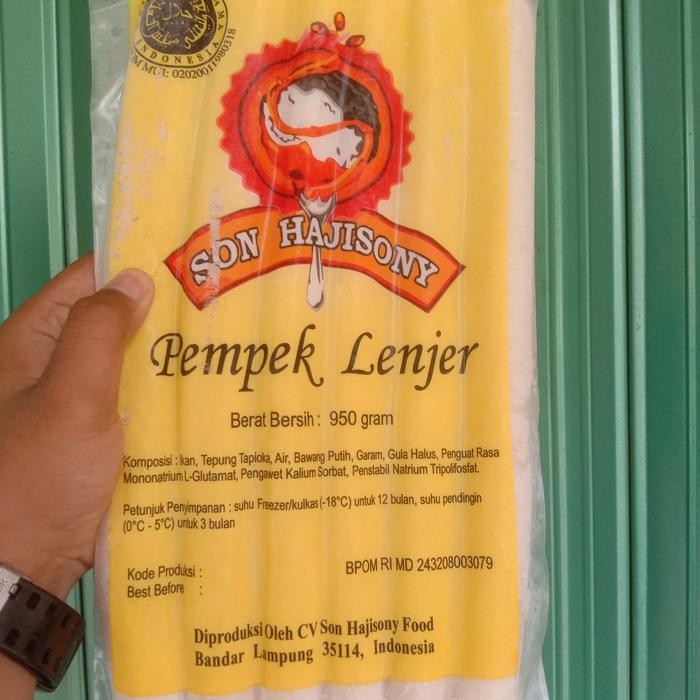 حلال
INDONESIA
MUI: 02020011980318
SON HAJISONY
Pempek Lenjer
Berat Bersih : 950 gram
Komposisi : Ikan, Tepung Tapioka, Air, Bawang Putih, Garam, Gula Halus, Penguat Rasa
Mononatrium L-Glutamat, Pengawet Kalium Sorbat, Penstabil Natrium Tripolifosfat.
Petunjuk Penyimpanan : suhu Freezer/kulkas (-18°C) untuk 12 bulan, suhu pendingin
(0°C - 5°C) untuk 3 bulan
Kode Produksi :
BPOM RI MD 243208003079
Best Before :
Diproduksi Oleh CV Son Hajisony Food
Bandar Lampung 35114, Indonesia